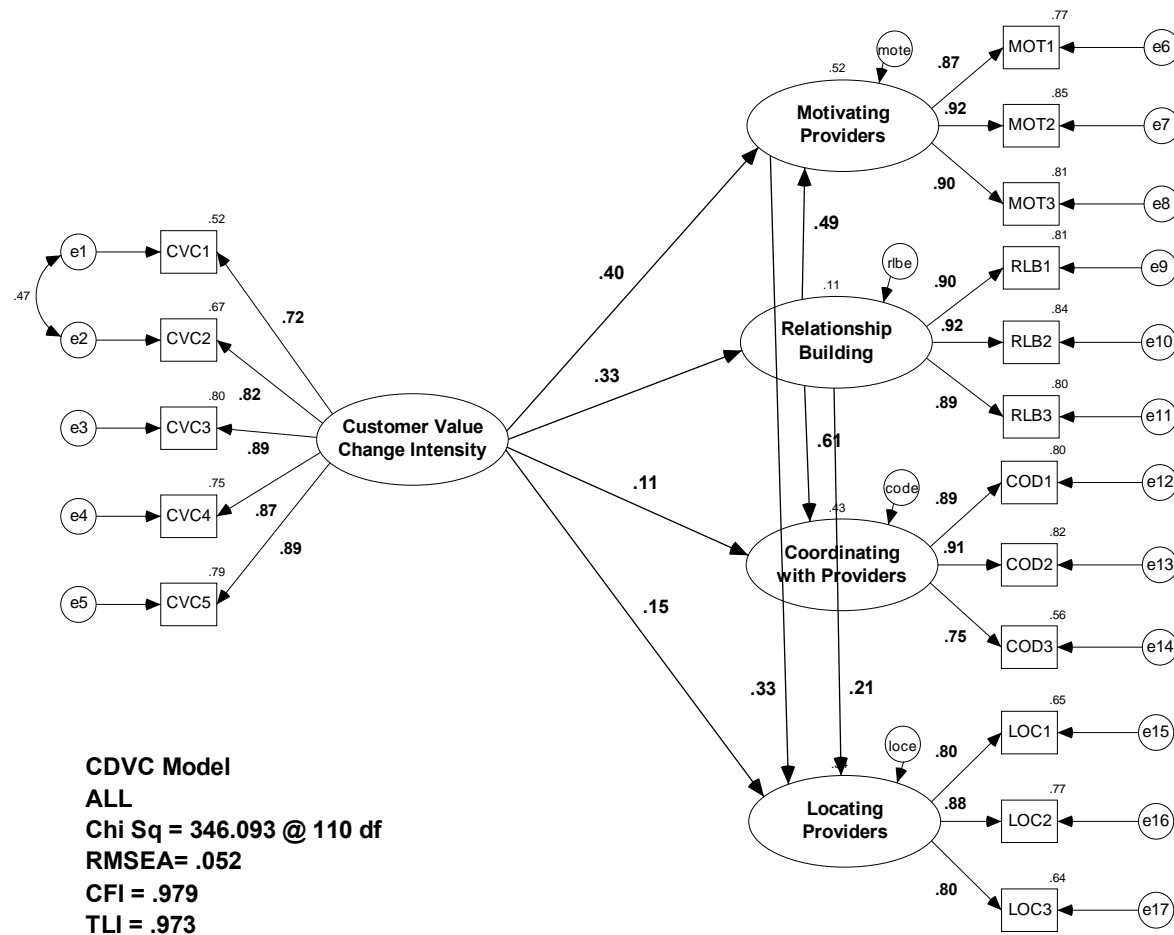 mote
.52
Motivating
Providers
.87
.92
.90
.77
MOT1
e6
.85
MOT2
e7
.81
MOT3
e8
.49
.40
rlbe
.11
Relationship
Building
.90
.92
.89
.81
RLB1
e9
.84
RLB2
e10
.80
RLB3
e11
.52
e1
CVC1
.47
.67
e2
CVC2
.80
e3
CVC3
.75
e4
CVC4
.79
e5
CVC5
.72
.82
.89
.87
.89
Customer Value
Change Intensity
.33
.61
.11
.15
code
.43
Coordinating
with Providers
.89
.91
.75
.80
COD1
e12
.82
COD2
e13
.56
COD3
e14
.33
.21
loce
Locating
Providers
.80
.88
.80
.65
LOC1
e15
.77
LOC2
e16
.64
LOC3
e17
CDVC Model
ALL
Chi Sq = 346.093 @ 110 df
RMSEA= .052
CFI = .979
TLI = .973